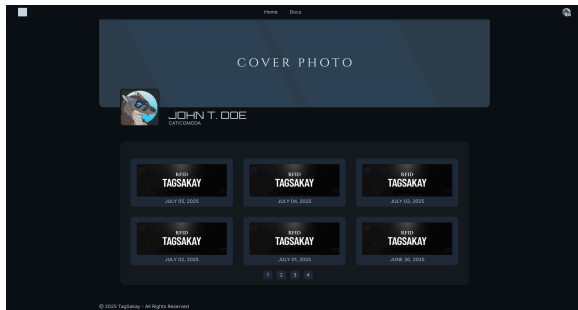 Home Docs
COVER PHOTO
JOHN T. DOE
CATICOMODA
RFID RFID RFID
TAGSAKAY TAGSAKAY TAGSAKAY
JULY 05, 2025 JULY 04, 2025 JULY 03, 2025
RFID RFID RFID
TAGSAKAY TAGSAKAY TAGSAKAY
JULY 02, 2025 JULY 01, 2025 JUNE 30, 2025
1 2 3 4
© 2025 TagSakay - All Rights Reserved